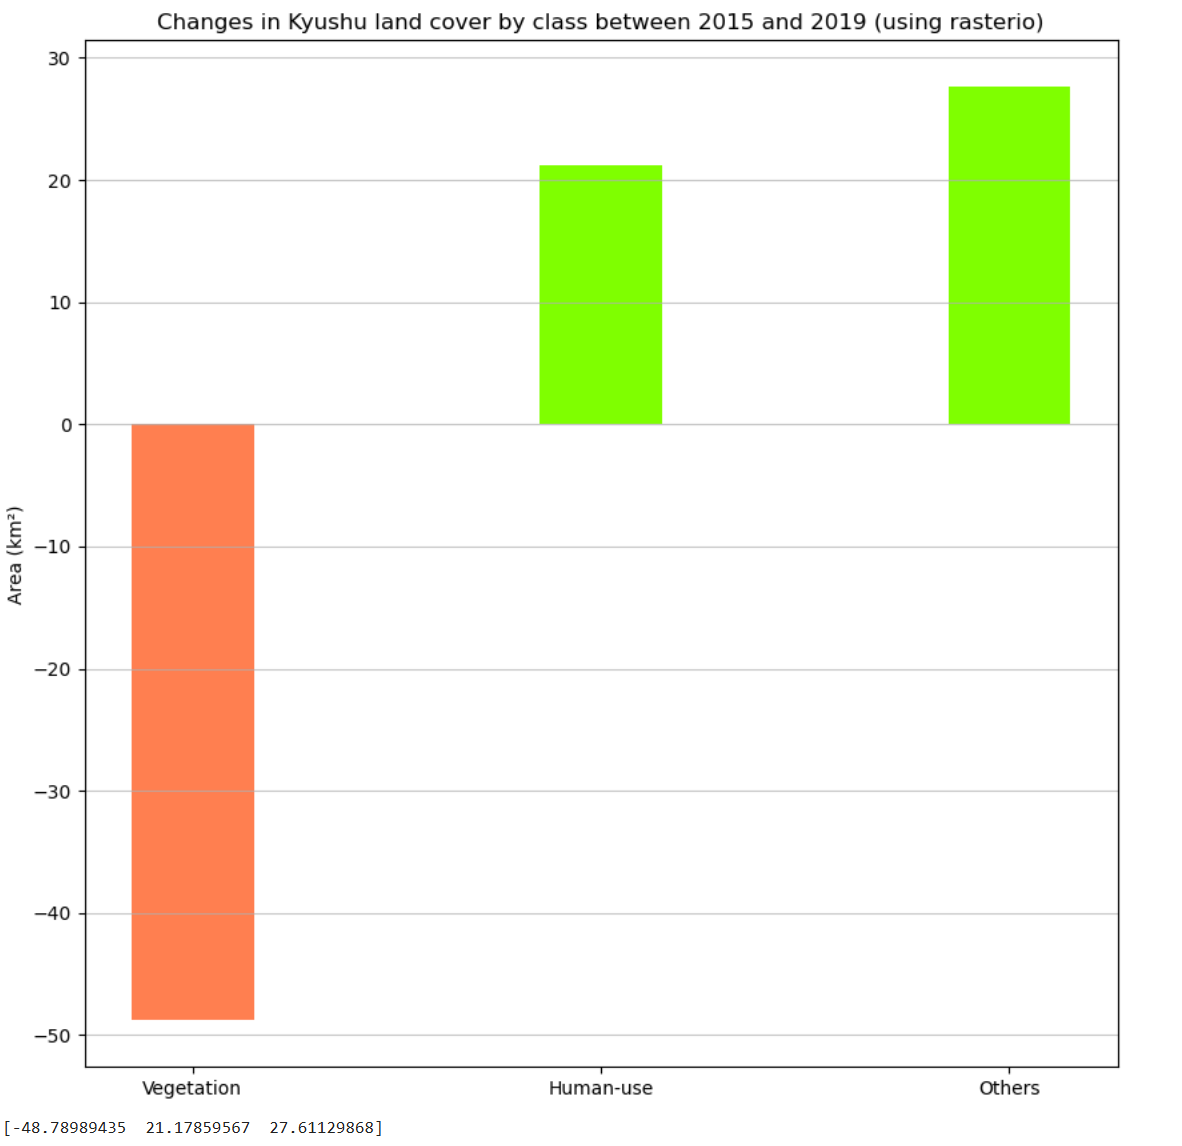 Changes in Kyushu land cover by class between 2015 and 2019 (using rasterio)
30
20
10
0
−10
−20
−30
−40
−50
Area (km²)
Vegetation Human-use Others
[-48.78989435 21.17859567 27.61129868]